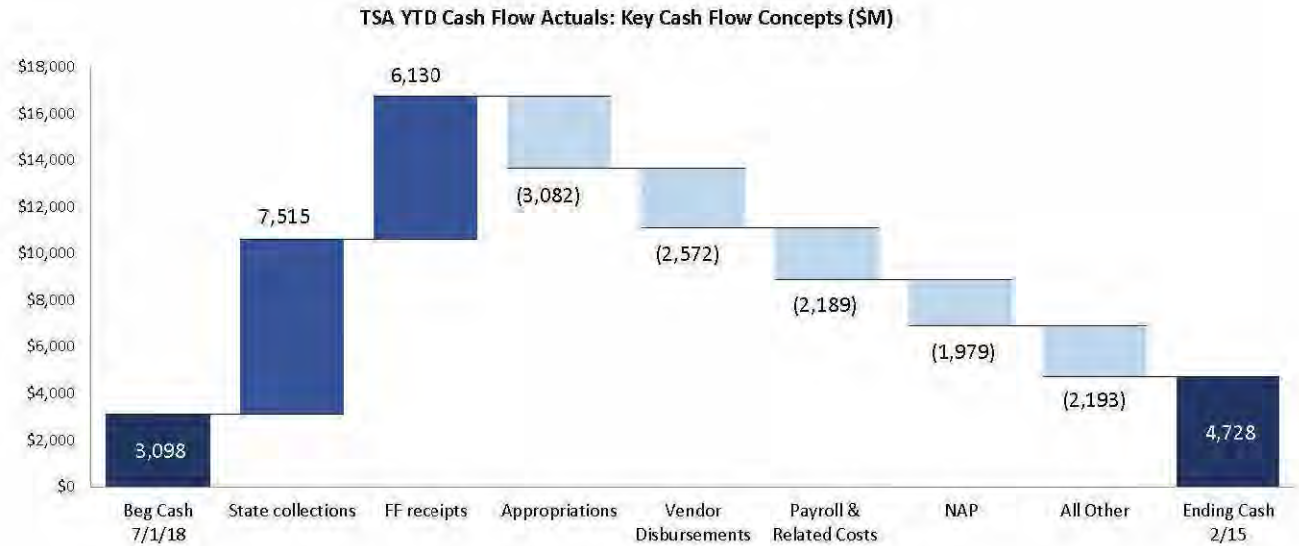 TSA YTD Cash Flow Actuals: Key Cash Flow Concepts ($M)
$18,000
$16,000
$14,000
$12,000
$10,000
$8,000
$6,000
$4,000
$2,000
$0
3,098
7,515
6,130
(3,082)
(2,572)
(2,189)
(1,979)
(2,193)
4,728
Beg Cash
7/1/18
State collections
FF receipts
Appropriations
Vendor
Disbursements
Payroll &
Related Costs
NAP
All Other
Ending Cash
2/15